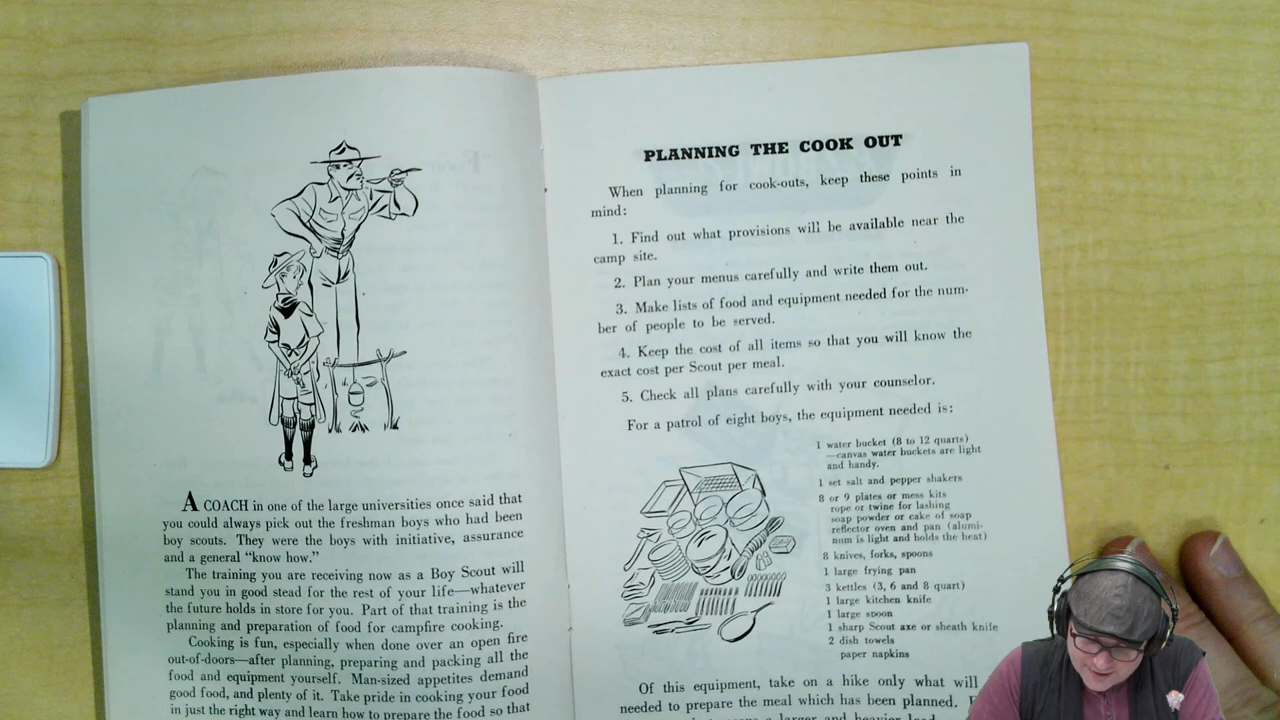 A COACH in one of the large universities once said that
you could always pick out the freshman boys who had been
boy scouts. They were the boys with initiative, assurance
and a general "know how."
The training you are receiving now as a Boy Scout will
stand you in good stead for the rest of your life—whatever
the future holds in store for you. Part of that training is the
planning and preparation of food for campfire cooking.
Cooking is fun, especially when done over an open fire
out-of-doors—after planning, preparing and packing all the
food and equipment yourself. Man-sized appetites demand
good food, and plenty of it. Take pride in cooking your food
in just the right way and learn how to prepare the food so that
PLANNING THE COOK OUT
When planning for cook-outs, keep these points in
mind:
1. Find out what provisions will be available near the
camp site.
2. Plan your menus carefully and write them out.
3. Make lists of food and equipment needed for the num-
ber of people to be served.
4. Keep the cost of all items so that you will know the
exact cost per Scout per meal.
5. Check all plans carefully with your counselor.
For a patrol of eight boys, the equipment needed is:
1 water bucket (8 to 12 quarts)
—canvas water buckets are light
and handy.
1 set salt and pepper shakers
8 or 9 plates or mess kits
rope or twine for lashing
soap powder or cake of soap
reflector oven and pan (alumi-
num is light and holds the heat)
8 knives, forks, spoons
1 large frying pan
3 kettles (3, 6 and 8 quart)
1 large kitchen knife
1 large spoon
1 sharp Scout axe or sheath knife
2 dish towels
paper napkins
Of this equipment, take on a hike only what will
needed to prepare the meal which has been planned.
means a larger and heavier load